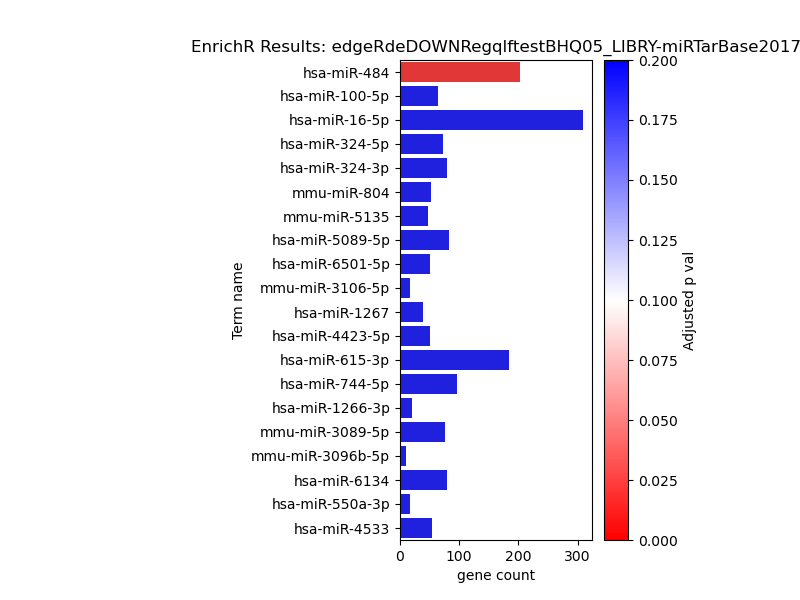 EnrichR Results: edgeRdeDOWNRegqlftestBHQ05_LIBRY-miRTarBase2017
hsa-miR-484
hsa-miR-100-5p
hsa-miR-16-5p
hsa-miR-324-5p
hsa-miR-324-3p
mmu-miR-804
mmu-miR-5135
hsa-miR-5089-5p
hsa-miR-6501-5p
mmu-miR-3106-5p
hsa-miR-1267
hsa-miR-4423-5p
hsa-miR-615-3p
hsa-miR-744-5p
hsa-miR-1266-3p
mmu-miR-3089-5p
mmu-miR-3096b-5p
hsa-miR-6134
hsa-miR-550a-3p
hsa-miR-4533
Term name
0 100 200 300
gene count
0.200
0.175
0.150
0.125
0.100
0.075
0.050
0.025
0.000
Adjusted p val